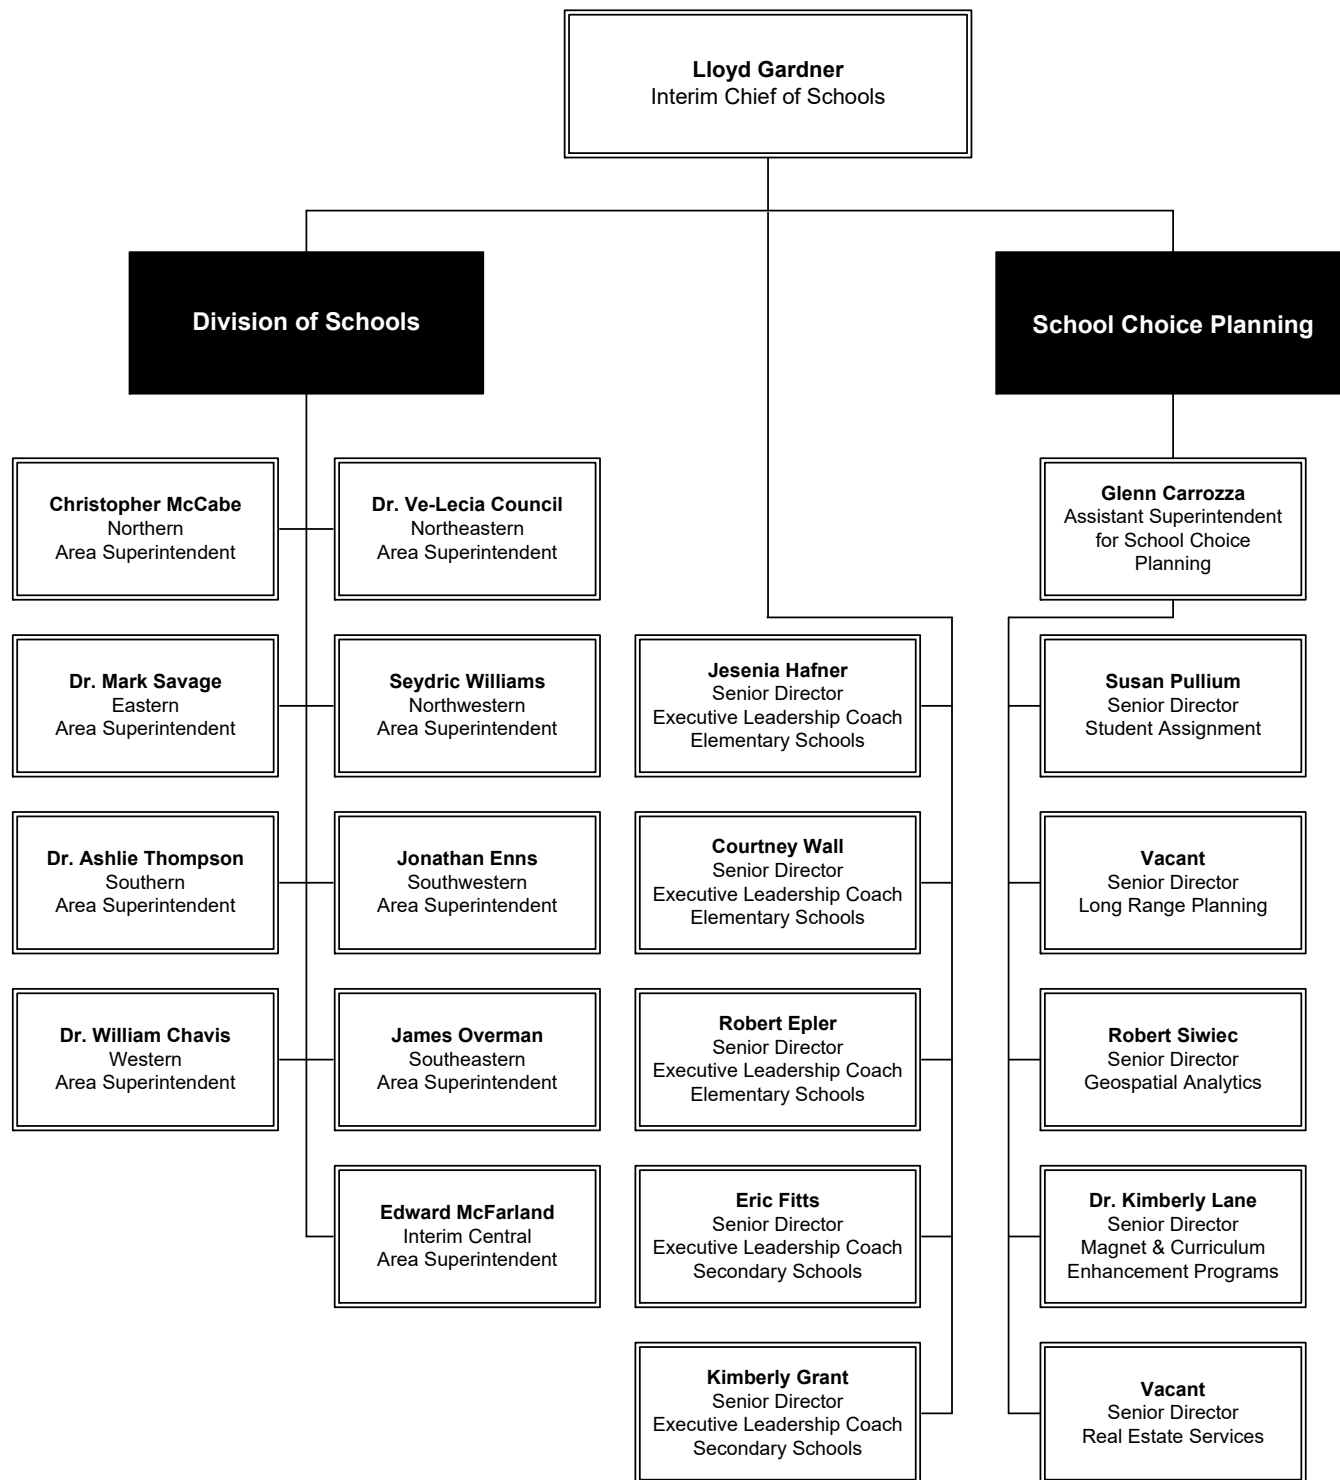 Lloyd Gardner
Interim Chief of Schools
Division of Schools
School Choice Planning
Christopher McCabe
Northern
Area Superintendent
Dr. Ve-Lecia Council
Northeastern
Area Superintendent
Dr. Mark Savage
Eastern
Area Superintendent
Seydric Williams
Northwestern
Area Superintendent
Dr. Ashlie Thompson
Southern
Area Superintendent
Jonathan Enns
Southwestern
Area Superintendent
Dr. William Chavis
Western
Area Superintendent
James Overman
Southeastern
Area Superintendent
Edward McFarland
Interim Central
Area Superintendent
Jesenia Hafner
Senior Director
Executive Leadership Coach
Elementary Schools
Courtney Wall
Senior Director
Executive Leadership Coach
Elementary Schools
Robert Epler
Senior Director
Executive Leadership Coach
Elementary Schools
Eric Fitts
Senior Director
Executive Leadership Coach
Secondary Schools
Kimberly Grant
Senior Director
Executive Leadership Coach
Secondary Schools
Glenn Carrozza
Assistant Superintendent
for School Choice
Planning
Susan Pullium
Senior Director
Student Assignment
Vacant
Senior Director
Long Range Planning
Robert Siwiec
Senior Director
Geospatial Analytics
Dr. Kimberly Lane
Senior Director
Magnet & Curriculum
Enhancement Programs
Vacant
Senior Director
Real Estate Services